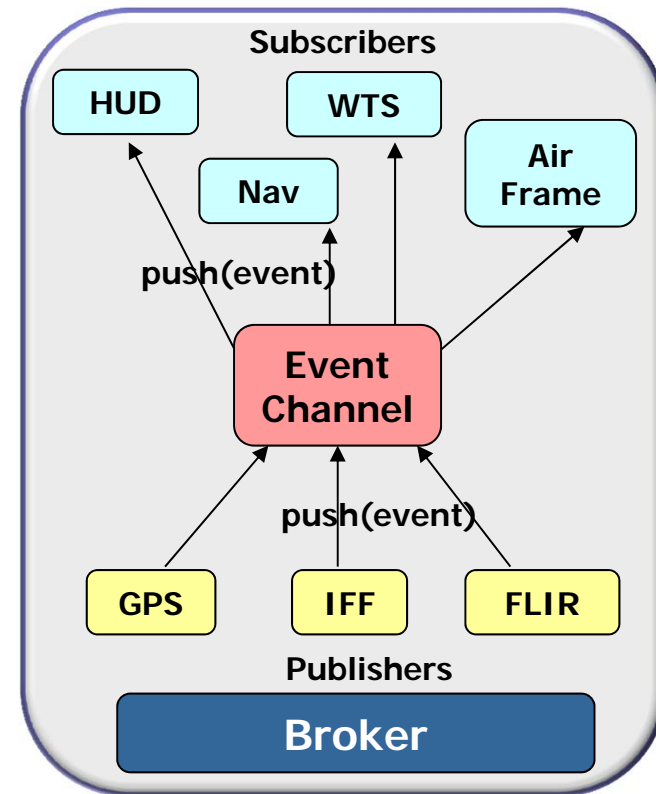 Subscribers
HUD
WTS
Air
Frame
Nav
push(event)
Event
Channel
push(event)
GPS
IFF
FLIR
Publishers
Broker